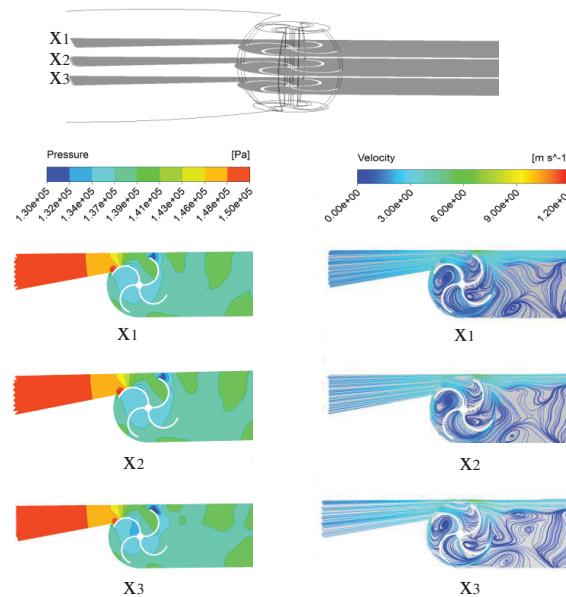 X1
X2
X3
Pressure [Pa]
1.30e+05
1.32e+05
1.34e+05
1.37e+05
1.39e+05
1.41e+05
1.43e+05
1.46e+05
1.48e+05
1.50e+05
Velocity [m s^-1
0.00e+00
3.00e+00
6.00e+00
9.00e+00
1.20e+0
X1
X1
X2
X2
X3
X3